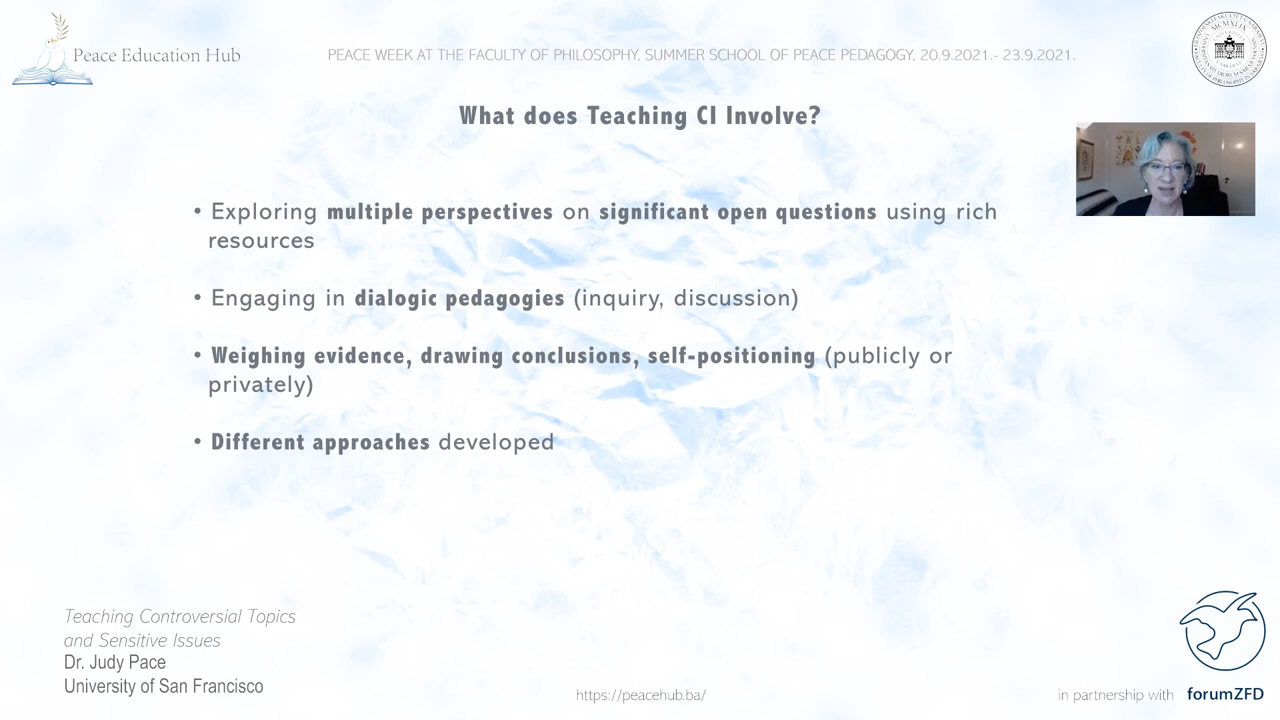 Peace Education Hub
PEACE WEEK AT THE FACULTY OF PHILOSOPHY, SUMMER SCHOOL OF PEACE PEDAGOGY, 20.9.2021.- 23.9.2021.
What does Teaching CI Involve?
• Exploring multiple perspectives on significant open questions using rich
resources
• Engaging in dialogic pedagogies (inquiry, discussion)
• Weighing evidence, drawing conclusions, self-positioning (publicly or
privately)
• Different approaches developed
Teaching Controversial Topics
and Sensitive Issues
Dr. Judy Pace
University of San Francisco
https://peacehub.ba/
in partnership with forumZFD